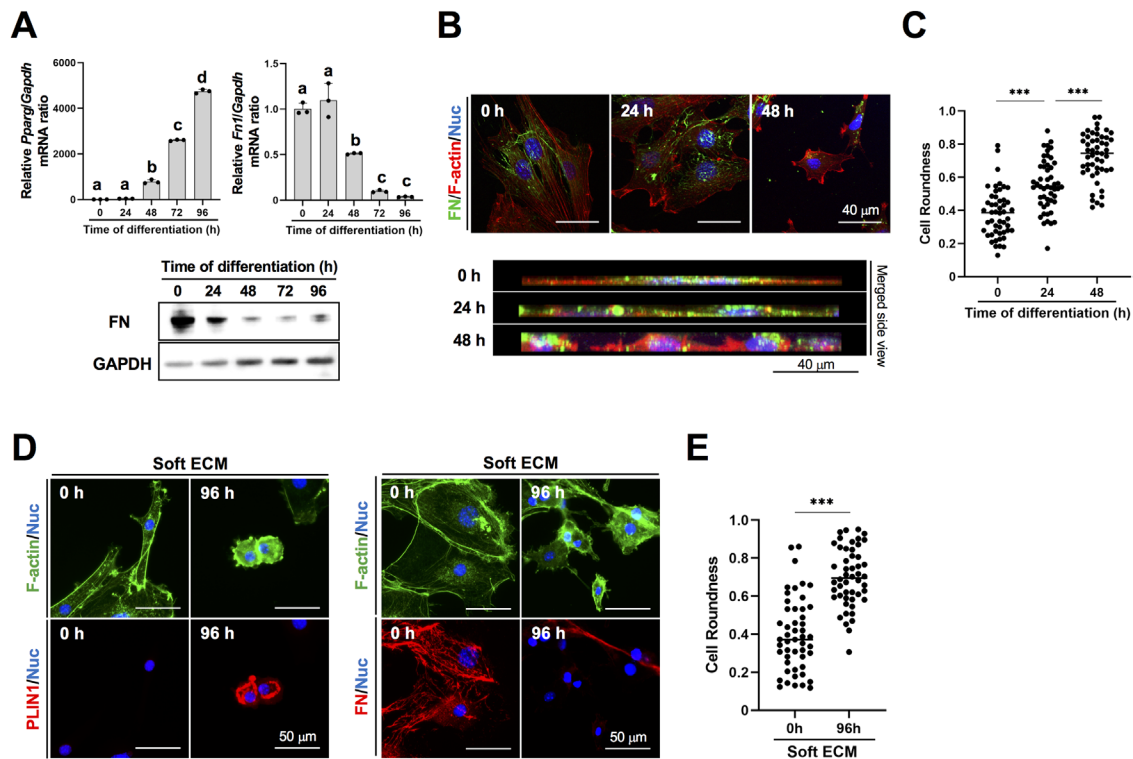 A
Relative Pparg/Gapdh
mRNA ratio
6000
4000
2000
0
a
a
b
c
d
0 24 48 72 96
Time of differentiation (h)
Relative Fn1/Gapdh
mRNA ratio
1.5
1.0
0.5
0.0
a
a
b
c
c
0 24 48 72 96
Time of differentiation (h)
Time of differentiation (h)
0 24 48 72 96
FN
GAPDH
B
FN/F-actin/Nuc
0 h
24 h
48 h
40 μm
0 h
24 h
48 h
Merged side view
40 μm
C
Cell Roundness
1.0
0.8
0.6
0.4
0.2
0
*** ***
0 24 48
Time of differentiation (h)
D
Soft ECM
F-actin/Nuc
0 h
96 h
PLIN1/Nuc
0 h
96 h
50 μm
Soft ECM
F-actin/Nuc
0 h
96 h
FN/Nuc
0 h
96 h
50 μm
E
Cell Roundness
1.0
0.8
0.6
0.4
0.2
0
***
0h 96h
Soft ECM